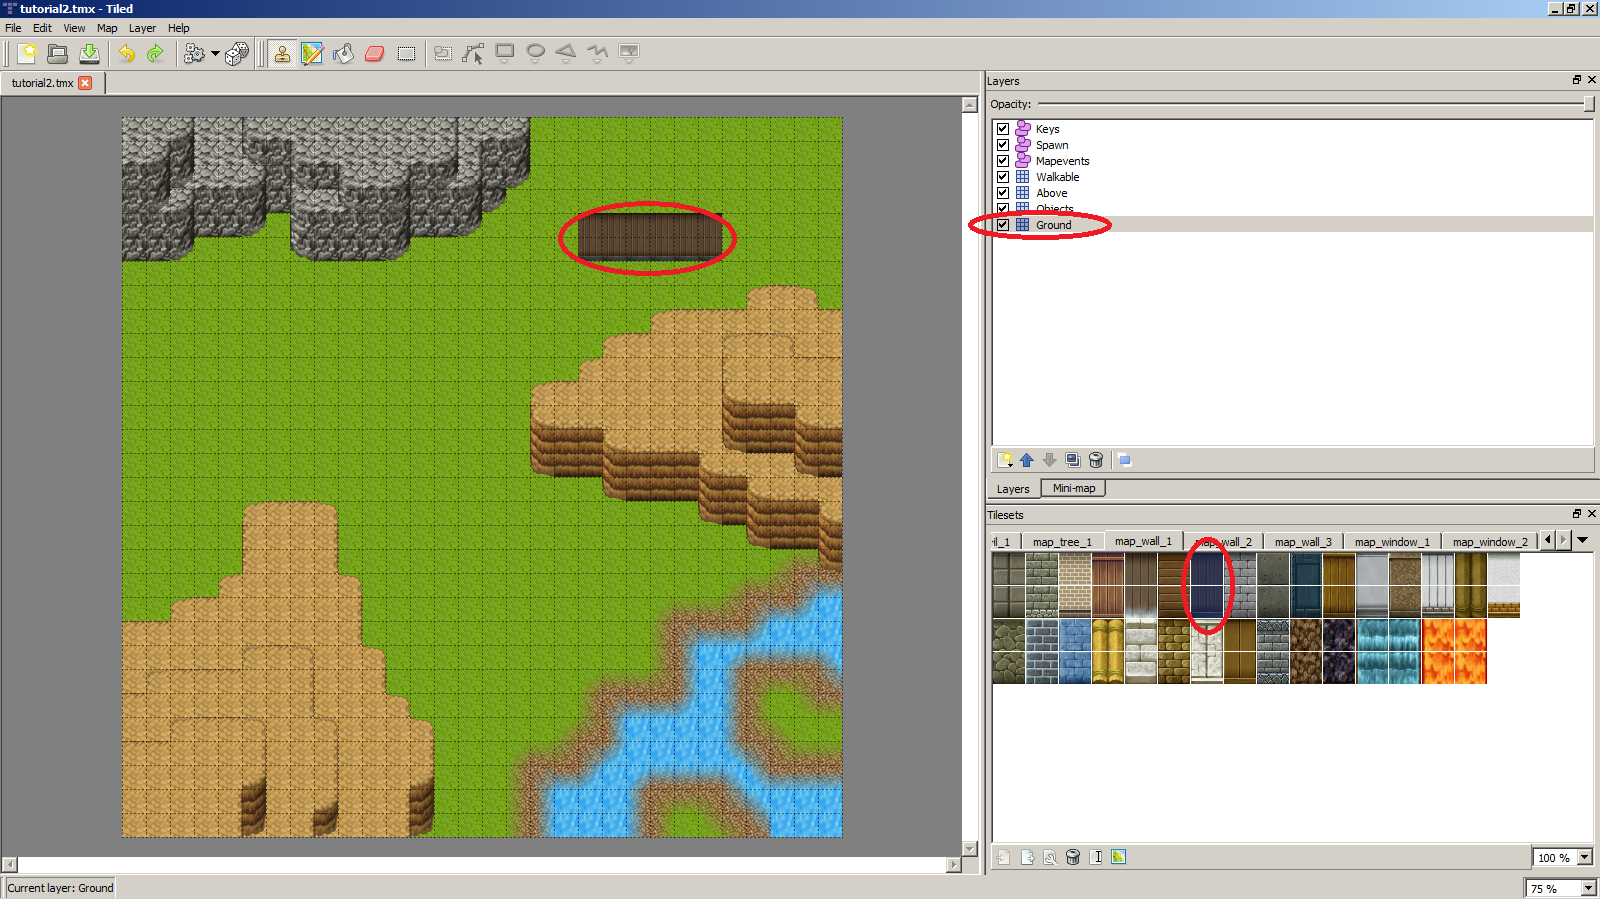 tutorial2.tmx - Tiled
File Edit View Map Layer Help
tutorial2.tmx
Layers
Opacity:
Keys
Spawn
Mapevents
Walkable
Above
Objects
Ground
Layers Mini-map
Tilesets
il_1 map_tree_1 map_wall_1 map_wall_2 map_wall_3 map_window_1 map_window_2
100 %
Current layer: Ground
75 %